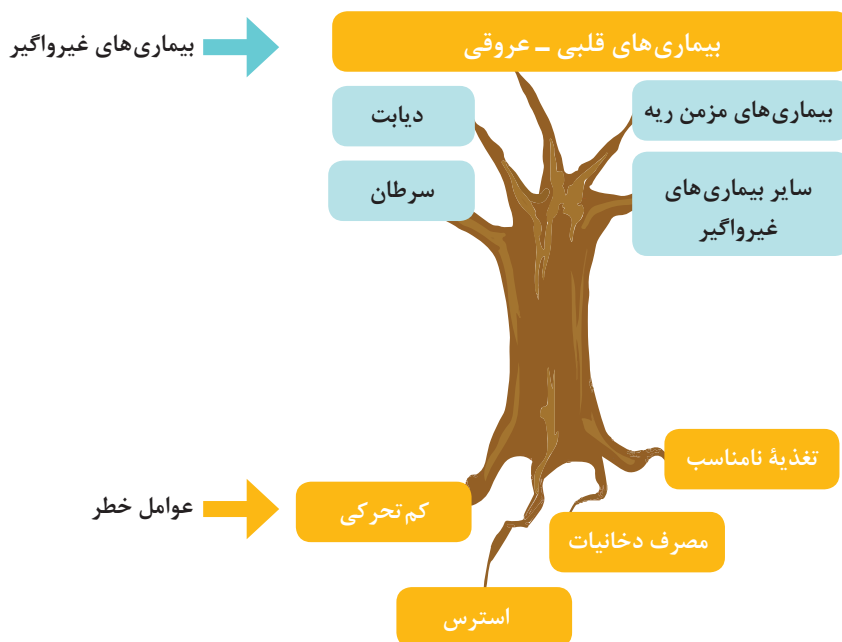 بیماری‌های غیرواگیر
بیماری‌های قلبی ـ عروقی
بیماری‌های مزمن ریه
دیابت
سایر بیماری‌های
غیرواگیر
سرطان
تغذیهٔ نامناسب
عوامل خطر
کم تحرکی
مصرف دخانیات
استرس